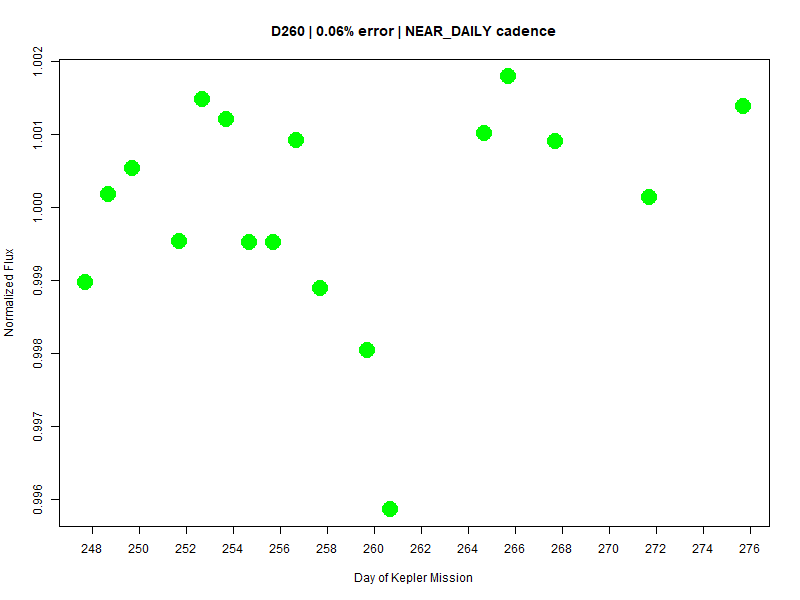 D260 | 0.06% error | NEAR_DAILY cadence
1.002
1.001
1.000
0.999
0.998
0.997
0.996
Normalized Flux
248 250 252 254 256 258 260 262 264 266 268 270 272 274 276
Day of Kepler Mission